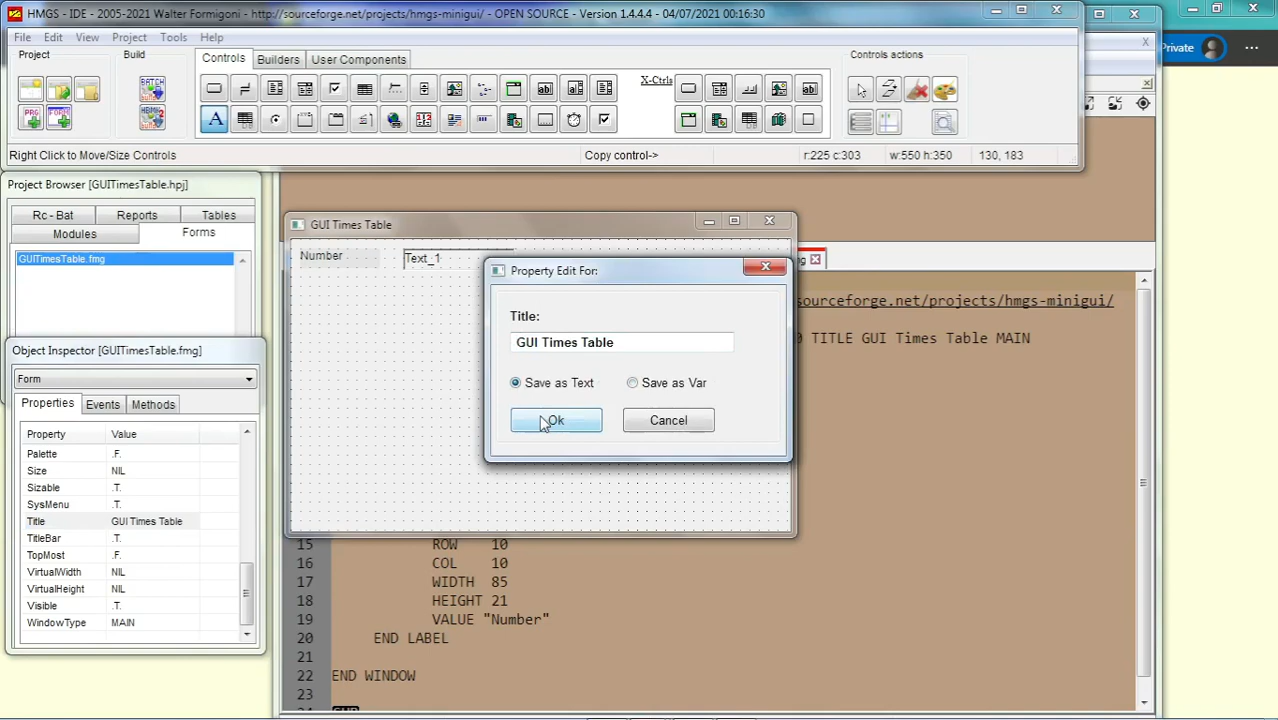 HMGS - IDE - 2005-2021 Walter Formigoni - http://sourceforge.net/projects/hmgs-minigui/ - OPEN SOURCE - Version 1.4.4.4 - 04/07/2021 00:16:30
Private
File Edit View Project Tools Help
Project Build Controls Builders User Components Controls actions
BATCH
X-Ctrls
PRG FORM
Right Click to Move/Size Controls Copy control-> r:225 c:303 w:550 h:350 130, 183
Project Browser [GUITimesTable.hpj]
Rc - Bat Reports Tables
Modules Forms
GUITimesTable.fmg
GUI Times Table
Number Text_1
Property Edit For:
Title:
GUI Times Table
Save as Text Save as Var
Ok Cancel
sourceforge.net/projects/hmgs-minigui/
0 TITLE GUI Times Table MAIN
Object Inspector [GUITimesTable.fmg]
Form
Properties Events Methods
Property Value
Palette .F.
Size NIL
Sizable .T.
SysMenu .T.
Title GUI Times Table
TitleBar .T.
TopMost .F.
VirtualWidth NIL
VirtualHeight NIL
Visible .T.
WindowType MAIN
15 ROW 10
16 COL 10
17 WIDTH 85
18 HEIGHT 21
19 VALUE "Number"
20 END LABEL
21
22 END WINDOW
23